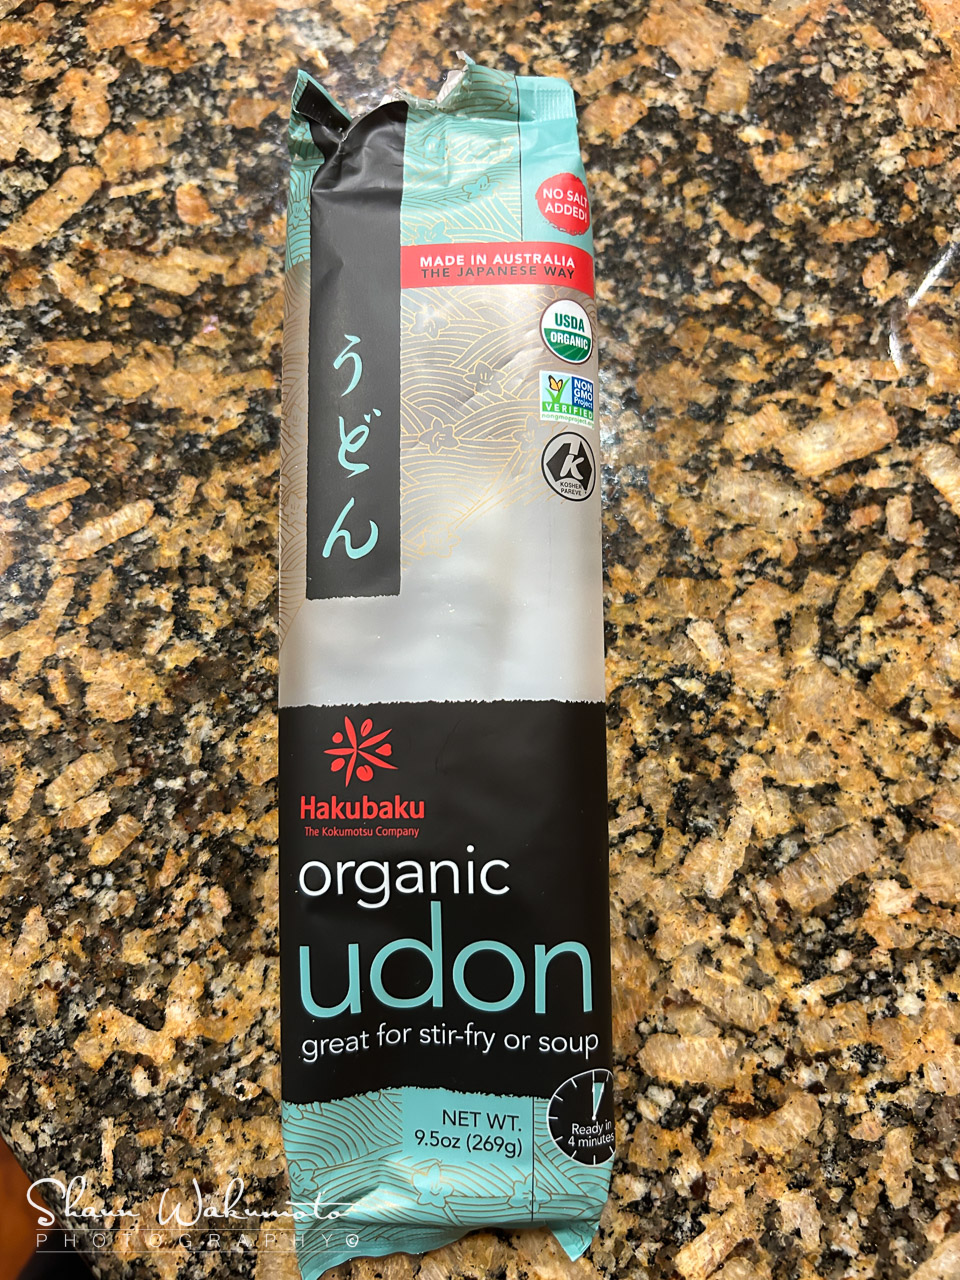 NO SALT
ADDED!
MADE IN AUSTRALIA
THE JAPANESE WAY
USDA
ORGANIC
NON
GMO
Project
VERIFIED
nongmoproject.org
K
KOSHER
PAREVE
うどん
Hakubaku
The Kokumotsu Company
organic
udon
great for stir-fry or soup
NET WT.
9.5oz (269g)
Ready in
4 minutes
Shaun Wakumoto
PHOTOGRAPHY©